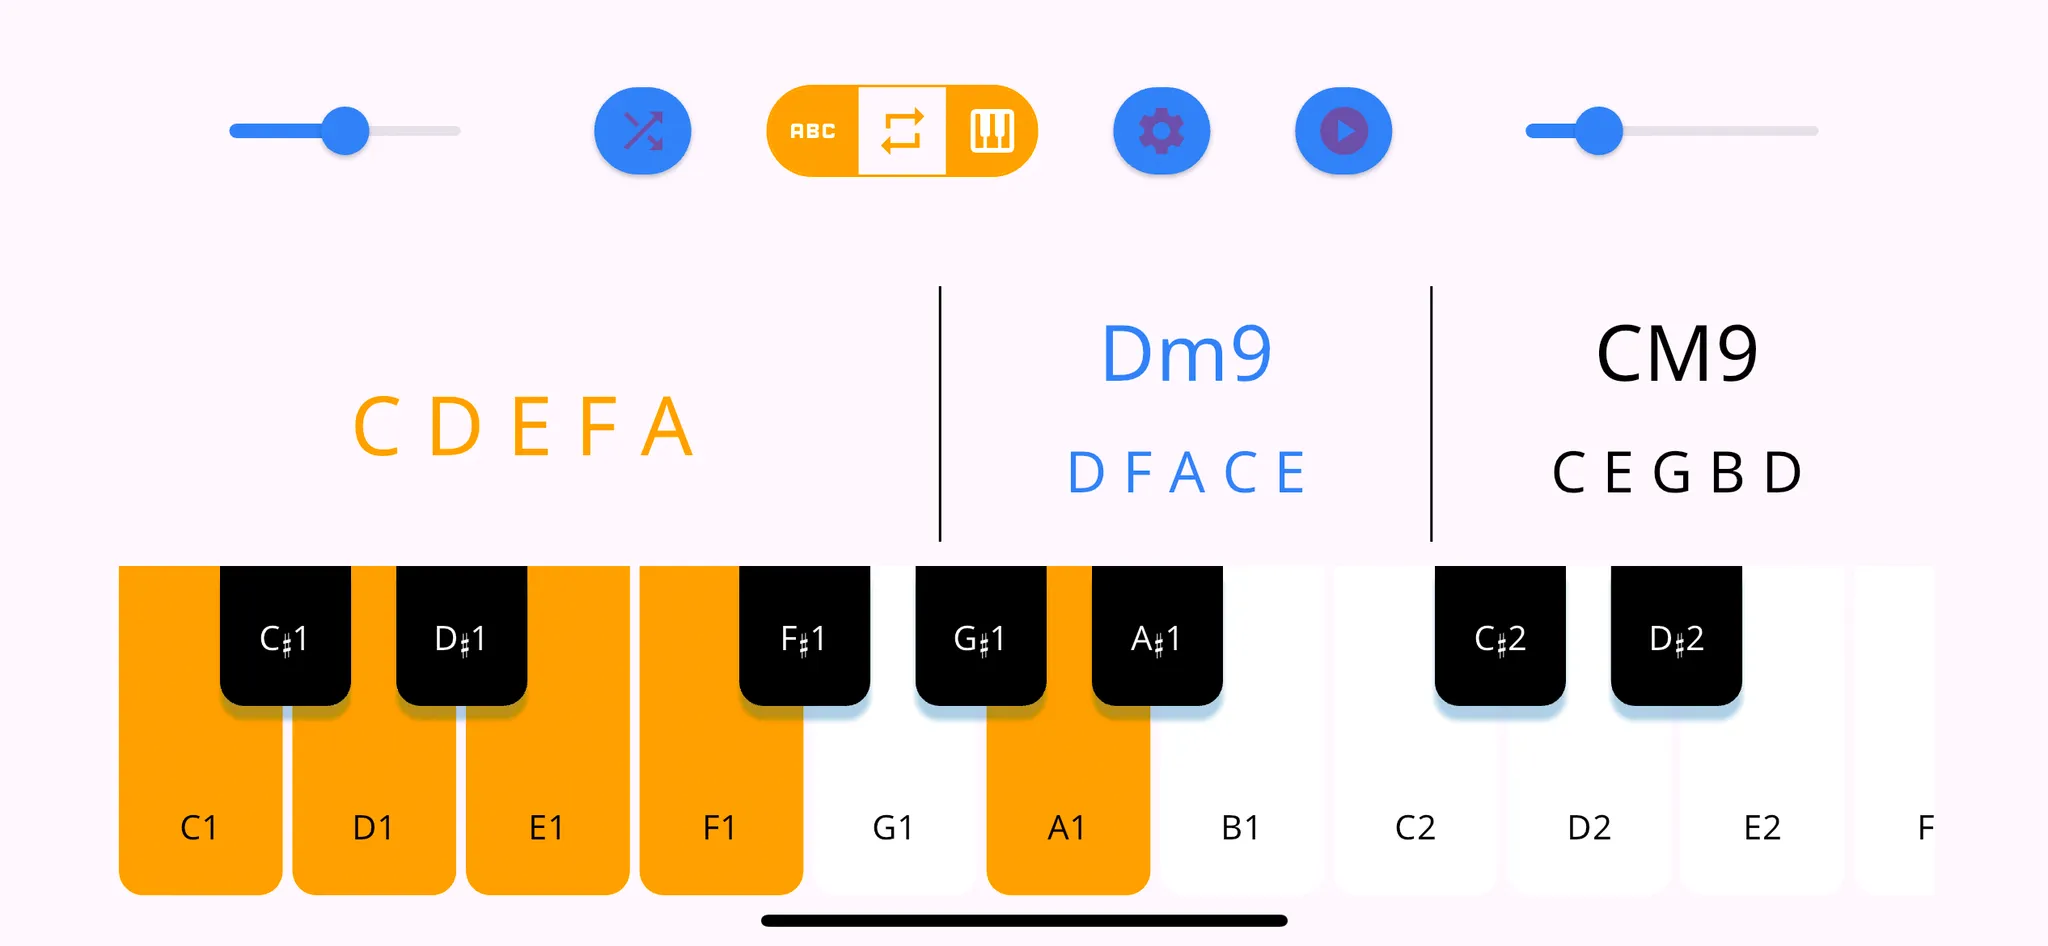 ABC
C D E F A
Dm9
D F A C E
CM9
C E G B D
C♯1 D♯1 F♯1 G♯1 A♯1 C♯2 D♯2
C1 D1 E1 F1 G1 A1 B1 C2 D2 E2 F